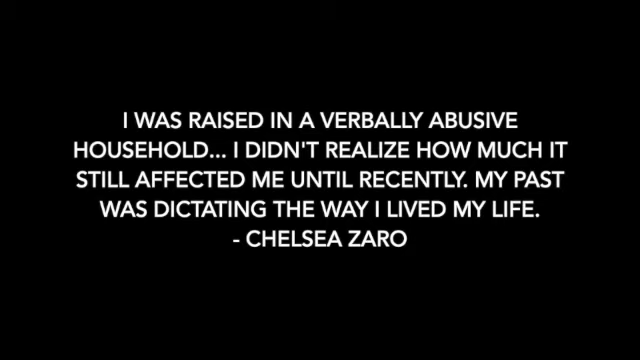 I WAS RAISED IN A VERBALLY ABUSIVE
HOUSEHOLD... I DIDN'T REALIZE HOW MUCH IT
STILL AFFECTED ME UNTIL RECENTLY. MY PAST
WAS DICTATING THE WAY I LIVED MY LIFE.
- CHELSEA ZARO